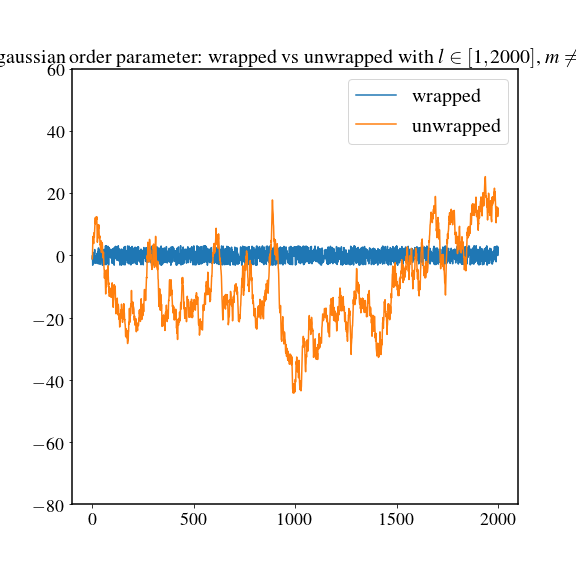 gaussian order parameter: wrapped vs unwrapped with l ∈ [1,2000], m ≠
wrapped
unwrapped
60
40
20
0
−20
−40
−60
−80
0 500 1000 1500 2000